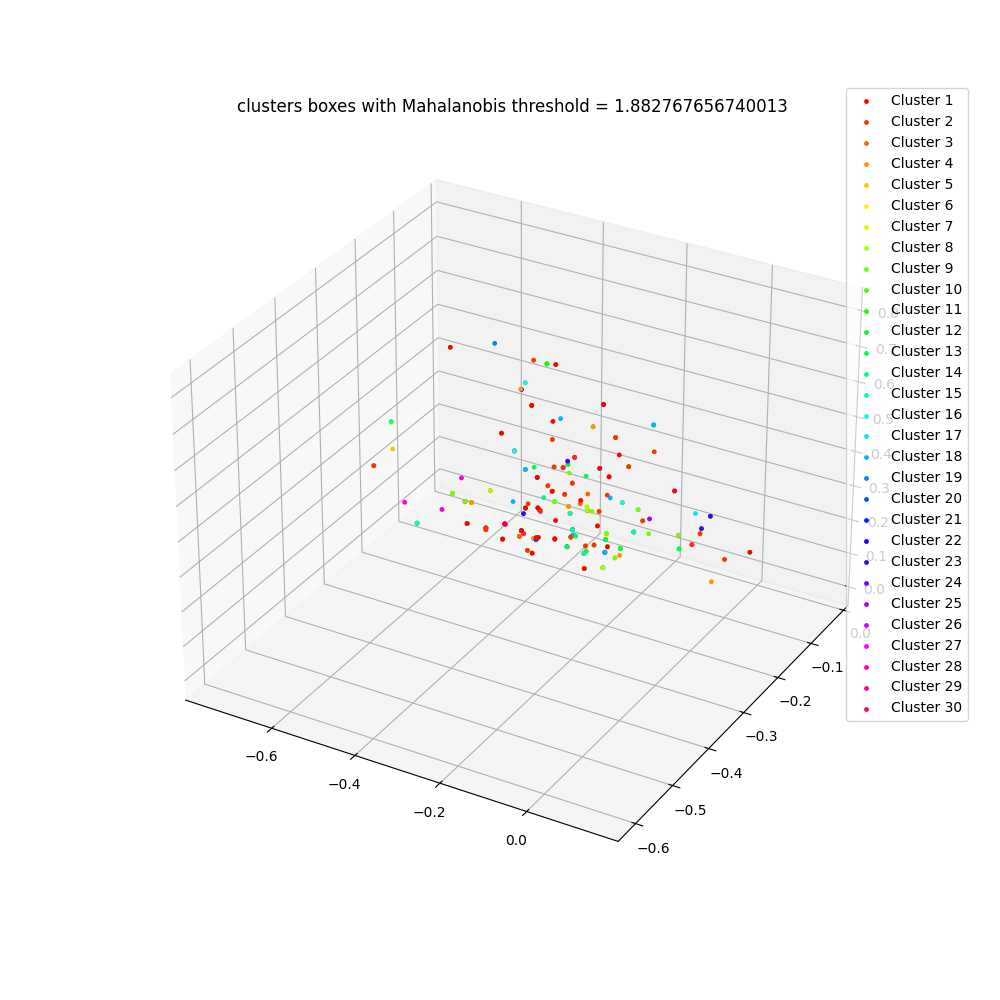 clusters boxes with Mahalanobis threshold = 1.882767656740013
Cluster 1
Cluster 2
Cluster 3
Cluster 4
Cluster 5
Cluster 6
Cluster 7
Cluster 8
Cluster 9
Cluster 10
Cluster 11
Cluster 12
Cluster 13
Cluster 14
Cluster 15
Cluster 16
Cluster 17
Cluster 18
Cluster 19
Cluster 20
Cluster 21
Cluster 22
Cluster 23
Cluster 24
Cluster 25
Cluster 26
Cluster 27
Cluster 28
Cluster 29
Cluster 30
0.7
0.6
0.5
0.4
0.3
0.2
0.1
0.0
0.0
−0.1
−0.2
−0.3
−0.4
−0.5
−0.6
−0.6
−0.4
−0.2
0.0